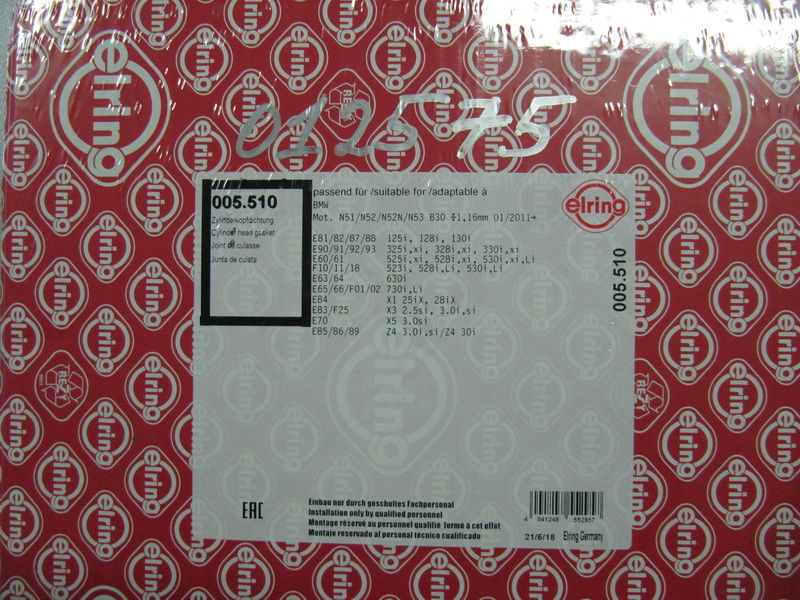 0125 75
005.510
Zylinderkopfdichtung
Cylinder head gasket
Joint de culasse
Junta de culata
passend für /suitable for /adaptable à
BMW
Mot. N51/N52/N52N/N53 B30 ‡1,16mm 01/2011→
E81/82/87/88 125i, 128i, 130i
E90/91/92/93 325i,xi, 328i,xi, 330i,xi
E60/61 525i,xi, 528i,xi, 530i,xi,Li
F10/11/18 523i, 528i,Li, 530i,Li
E63/64 630i
E65/66/F01/02 730i,Li
E84 X1 25iX, 28iX
E83/F25 X3 2.5si, 3.0i,si
E70 X5 3.0si
E85/86/89 Z4 3.0i,si/Z4 30i
elring
005.510
EAC
Einbau nur durch geschultes Fachpersonal
Installation only by qualified personnel
Montage réservé au personnel qualifié formé à cet effet
Montaje reservado al personal técnico cualificado
4 041248 552957
21/6/18 Elring Germany